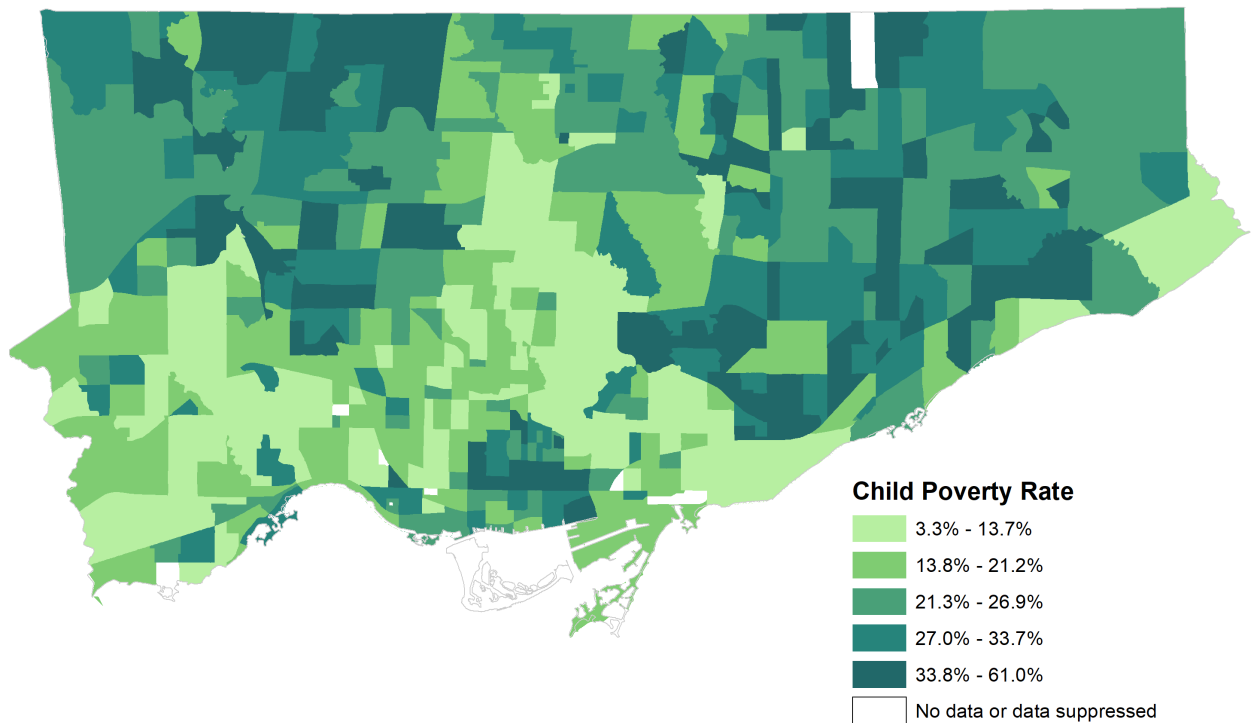 Child Poverty Rate
3.3% - 13.7%
13.8% - 21.2%
21.3% - 26.9%
27.0% - 33.7%
33.8% - 61.0%
No data or data suppressed